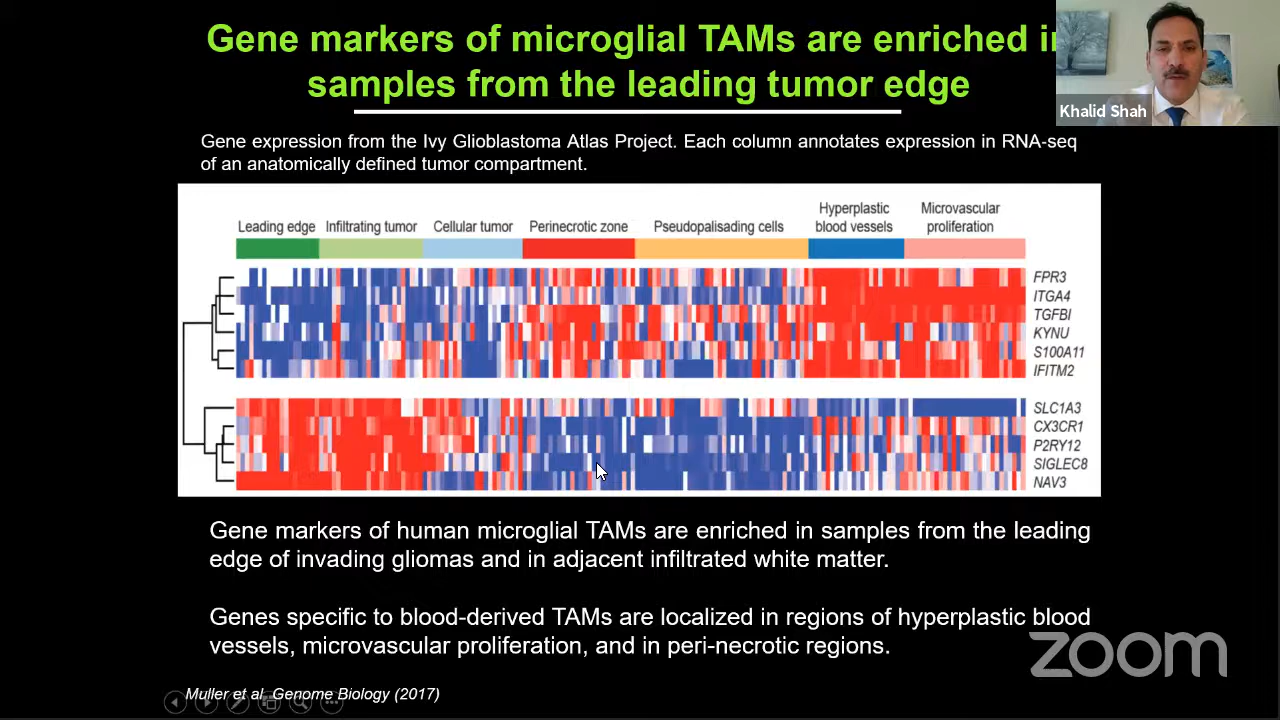 Gene markers of microglial TAMs are enriched in
samples from the leading tumor edge
Khalid Shah
Gene expression from the Ivy Glioblastoma Atlas Project. Each column annotates expression in RNA-seq
of an anatomically defined tumor compartment.
Leading edge
Infiltrating tumor
Cellular tumor
Perinecrotic zone
Pseudopalisading cells
Hyperplastic
blood vessels
Microvascular
proliferation
FPR3
ITGA4
TGFBI
KYNU
S100A11
IFITM2
SLC1A3
CX3CR1
P2RY12
SIGLEC8
NAV3
Gene markers of human microglial TAMs are enriched in samples from the leading
edge of invading gliomas and in adjacent infiltrated white matter.
Genes specific to blood-derived TAMs are localized in regions of hyperplastic blood
vessels, microvascular proliferation, and in peri-necrotic regions.
zoom
Muller et al, Genome Biology (2017)